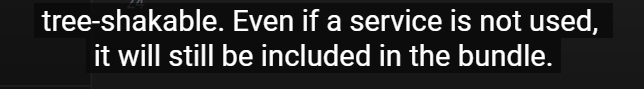 tree-shakable. Even if a service is not used,
it will still be included in the bundle.